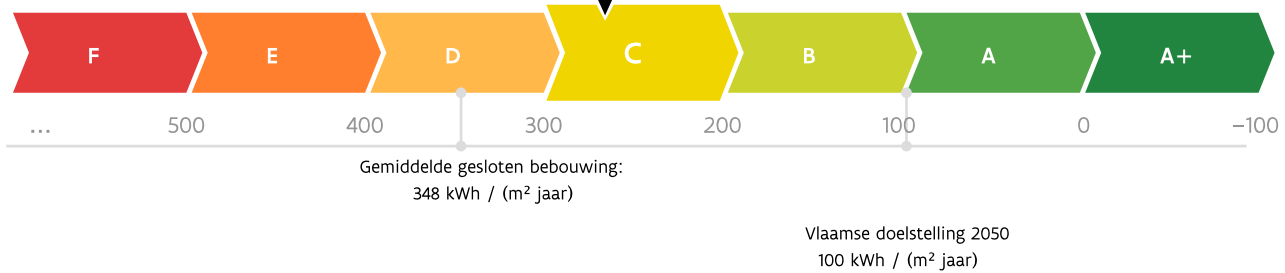 F E D C B A A+
... 500 400 300 200 100 0 –100
Gemiddelde gesloten bebouwing:
348 kWh / (m² jaar)
Vlaamse doelstelling 2050
100 kWh / (m² jaar)